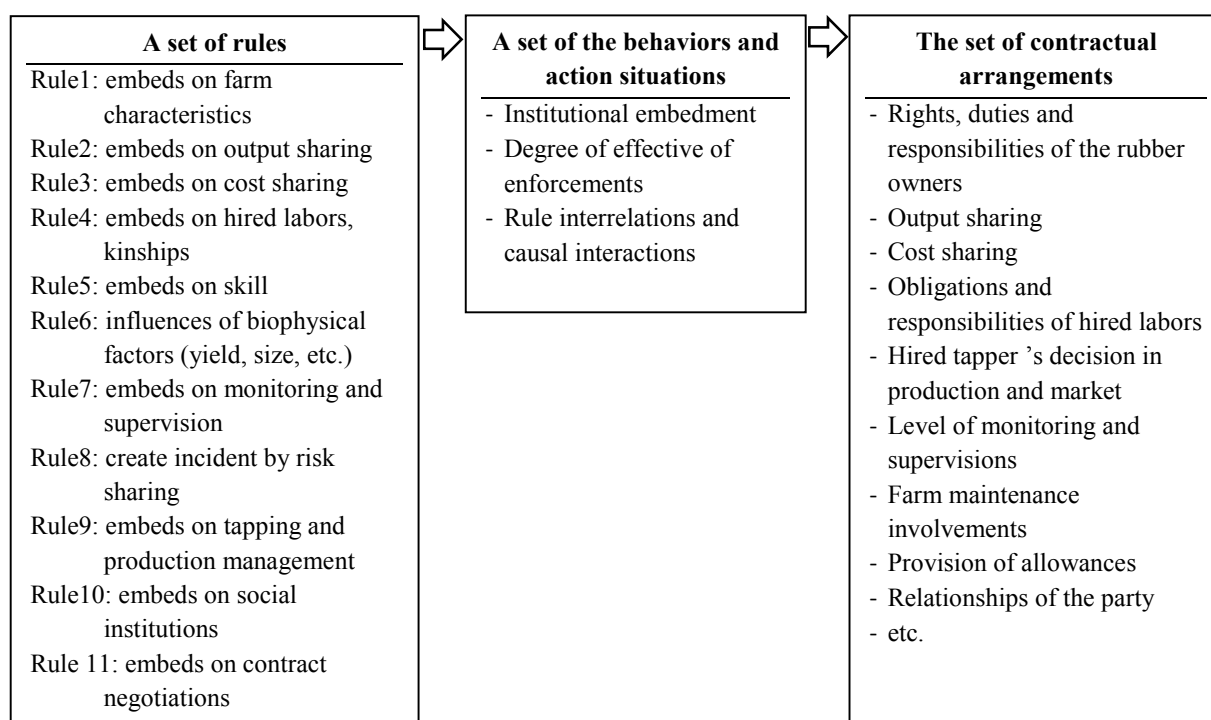 A set of rules
Rule1: embeds on farm
characteristics
Rule2: embeds on output sharing
Rule3: embeds on cost sharing
Rule4: embeds on hired labors,
kinships
Rule5: embeds on skill
Rule6: influences of biophysical
factors (yield, size, etc.)
Rule7: embeds on monitoring and
supervision
Rule8: create incident by risk
sharing
Rule9: embeds on tapping and
production management
Rule10: embeds on social
institutions
Rule 11: embeds on contract
negotiations
A set of the behaviors and
action situations
- Institutional embedment
- Degree of effective of
enforcements
- Rule interrelations and
causal interactions
The set of contractual
arrangements
- Rights, duties and
responsibilities of the rubber
owners
- Output sharing
- Cost sharing
- Obligations and
responsibilities of hired labors
- Hired tapper ’s decision in
production and market
- Level of monitoring and
supervisions
- Farm maintenance
involvements
- Provision of allowances
- Relationships of the party
- etc.